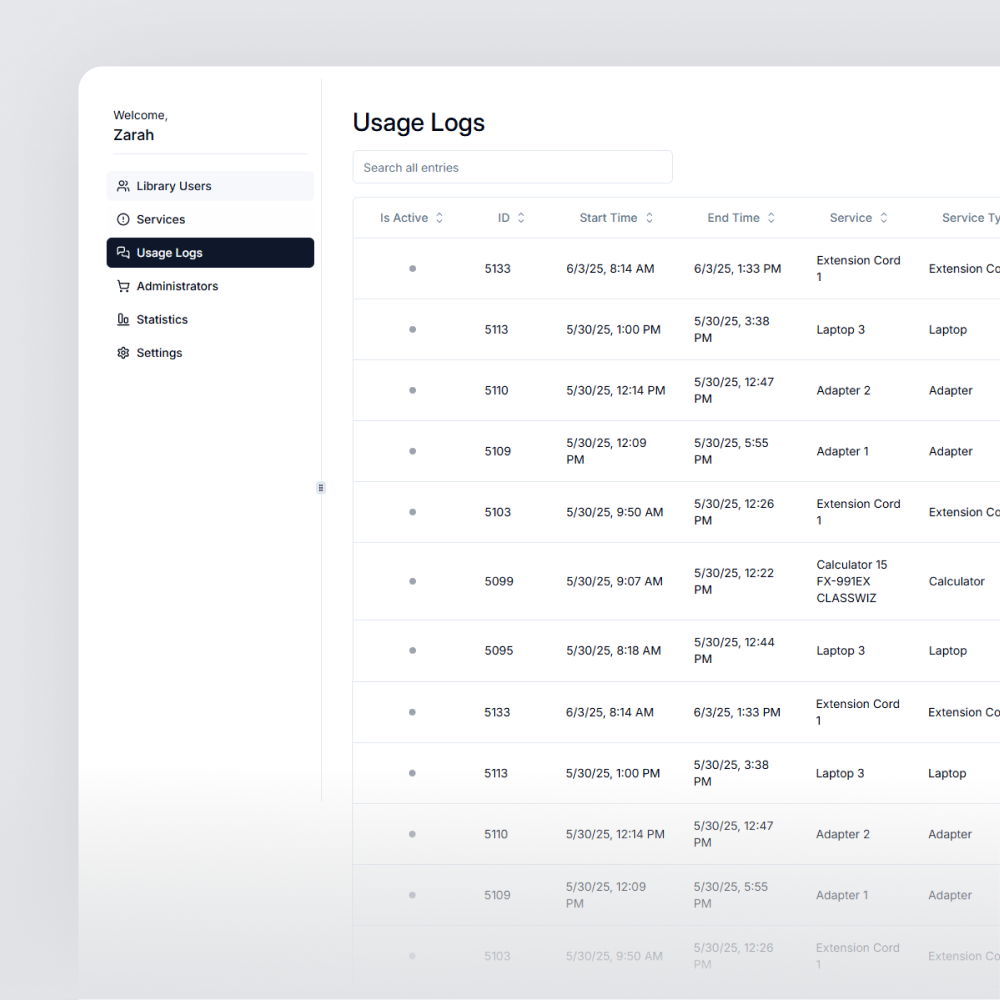 Welcome,
Zarah
Library Users
Services
Usage Logs
Administrators
Statistics
Settings
Usage Logs
Search all entries
Is Active ID Start Time End Time Service Service Ty
5133 6/3/25, 8:14 AM 6/3/25, 1:33 PM Extension Cord 1 Extension Co
5113 5/30/25, 1:00 PM 5/30/25, 3:38 PM Laptop 3 Laptop
5110 5/30/25, 12:14 PM 5/30/25, 12:47 PM Adapter 2 Adapter
5109 5/30/25, 12:09 PM 5/30/25, 5:55 PM Adapter 1 Adapter
5103 5/30/25, 9:50 AM 5/30/25, 12:26 PM Extension Cord 1 Extension Co
5099 5/30/25, 9:07 AM 5/30/25, 12:22 PM Calculator 15 FX-991EX CLASSWIZ Calculator
5095 5/30/25, 8:18 AM 5/30/25, 12:44 PM Laptop 3 Laptop
5133 6/3/25, 8:14 AM 6/3/25, 1:33 PM Extension Cord 1 Extension Co
5113 5/30/25, 1:00 PM 5/30/25, 3:38 PM Laptop 3 Laptop
5110 5/30/25, 12:14 PM 5/30/25, 12:47 PM Adapter 2 Adapter
5109 5/30/25, 12:09 PM 5/30/25, 5:55 PM Adapter 1 Adapter
5103 5/30/25, 9:50 AM 5/30/25, 12:26 PM Extension Cord 1 Extension Co